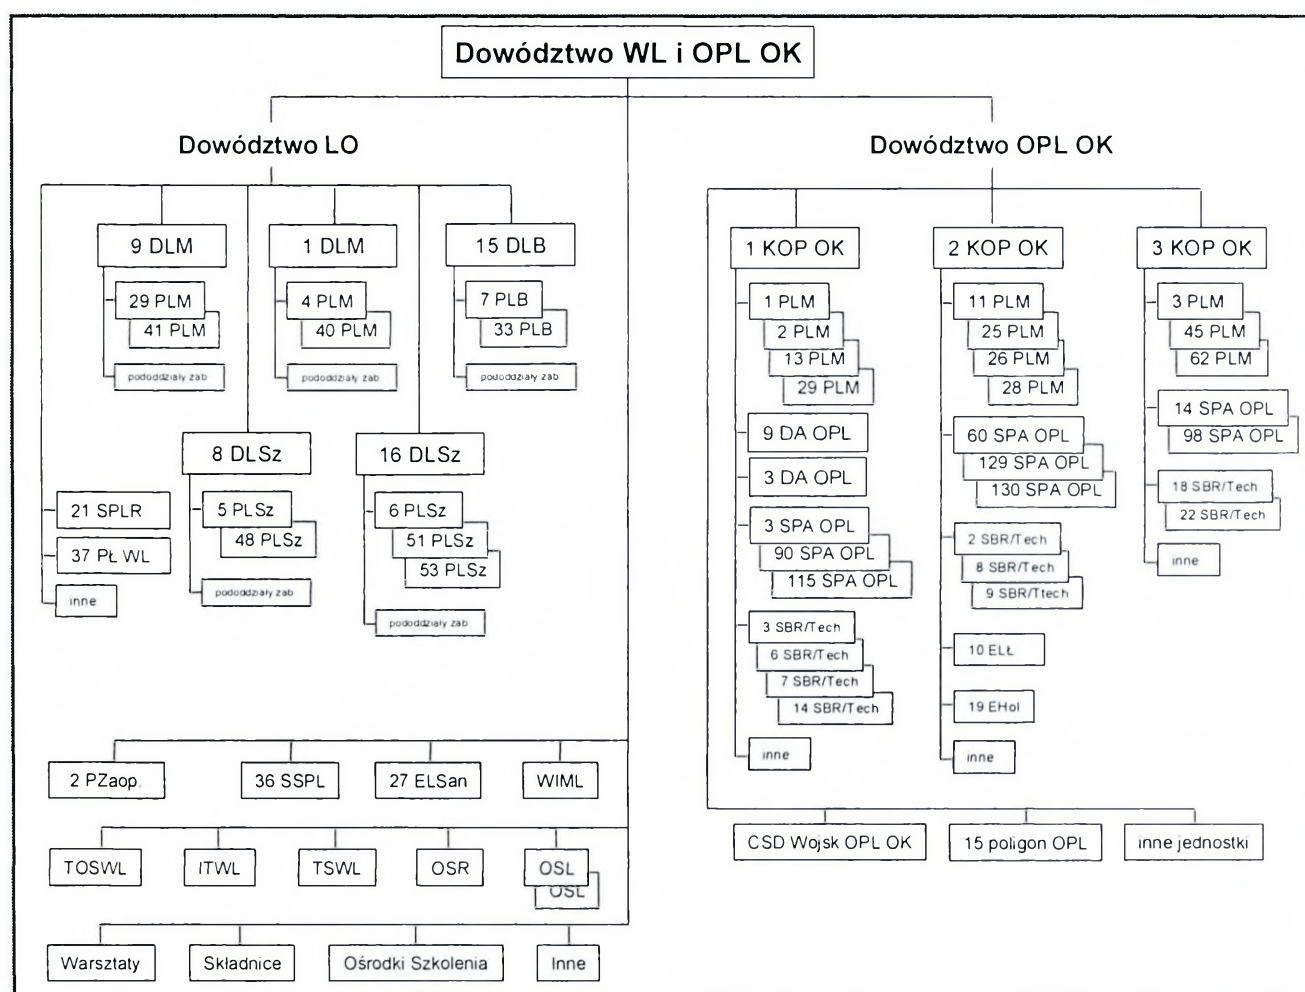 Dowództwo WL i OPL OK
Dowództwo LO
9 DLM
29 PLM
41 PLM
pododdziały zab
1 DLM
4 PLM
40 PLM
pododdziały zab
15 DLB
7 PLB
33 PLB
pododdziały zab
8 DLSz
5 PLSz
48 PLSz
pododdziały zab
16 DLSz
6 PLSz
51 PLSz
53 PLSz
pododdziały zab
21 SPLR
37 PŁ WL
inne
Dowództwo OPL OK
1 KOP OK
1 PLM
2 PLM
13 PLM
29 PLM
9 DA OPL
3 DA OPL
3 SPA OPL
90 SPA OPL
115 SPA OPL
3 SBR/Tech
6 SBR/Tech
7 SBR/Tech
14 SBR/Tech
inne
2 KOP OK
11 PLM
25 PLM
26 PLM
28 PLM
60 SPA OPL
129 SPA OPL
130 SPA OPL
2 SBR/Tech
8 SBR/Tech
9 SBR/Ttech
10 ELŁ
19 EHol
inne
3 KOP OK
3 PLM
45 PLM
62 PLM
14 SPA OPL
98 SPA OPL
18 SBR/Tech
22 SBR/Tech
inne
CSD Wojsk OPL OK
15 poligon OPL
inne jednostki
2 PZaop.
36 SSPL
27 ELSan
WIML
TOSWL
ITWL
TSWL
OSR
OSL
OSL
Warsztaty
Składnice
Ośrodki Szkolenia
Inne